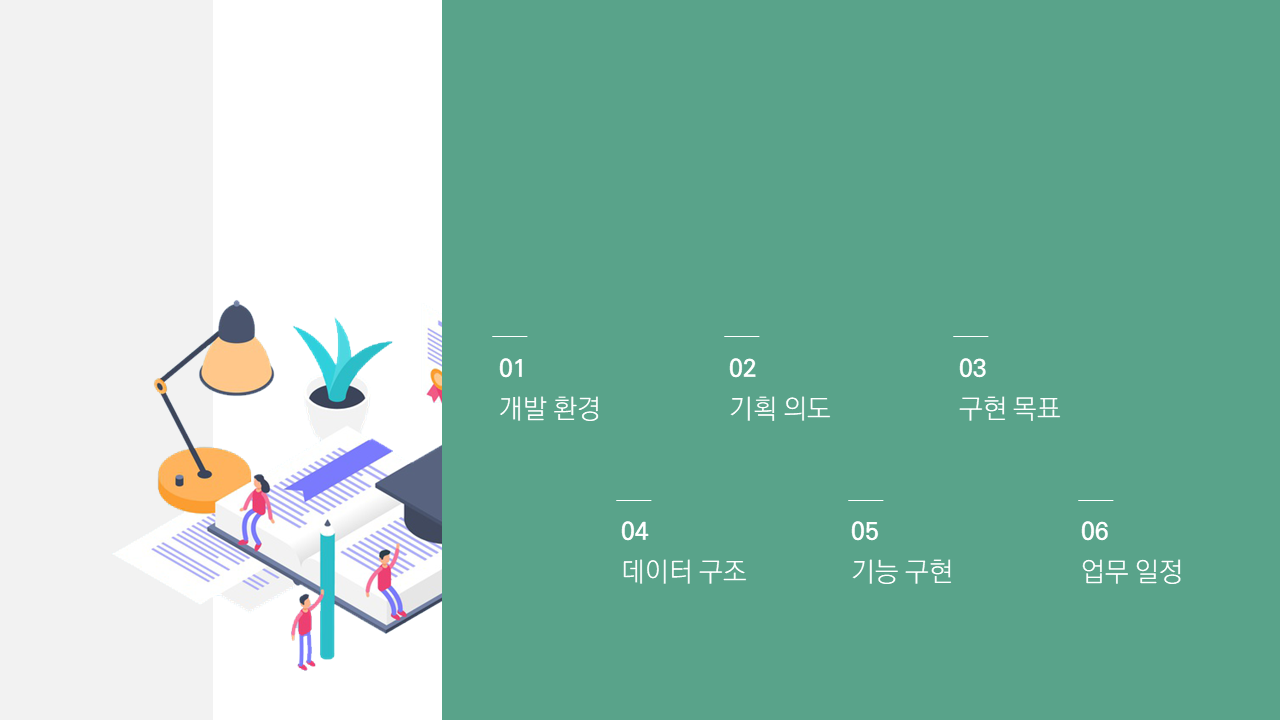 01
개발 환경
02
기획 의도
03
구현 목표
04
데이터 구조
05
기능 구현
06
업무 일정